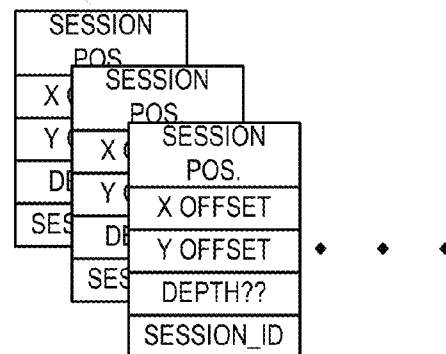 SESSION
POS.
X
Y
SESSION
POS.
X
Y
SESSION
POS.
X OFFSET
Y OFFSET
DEPTH??
SESSION_ID